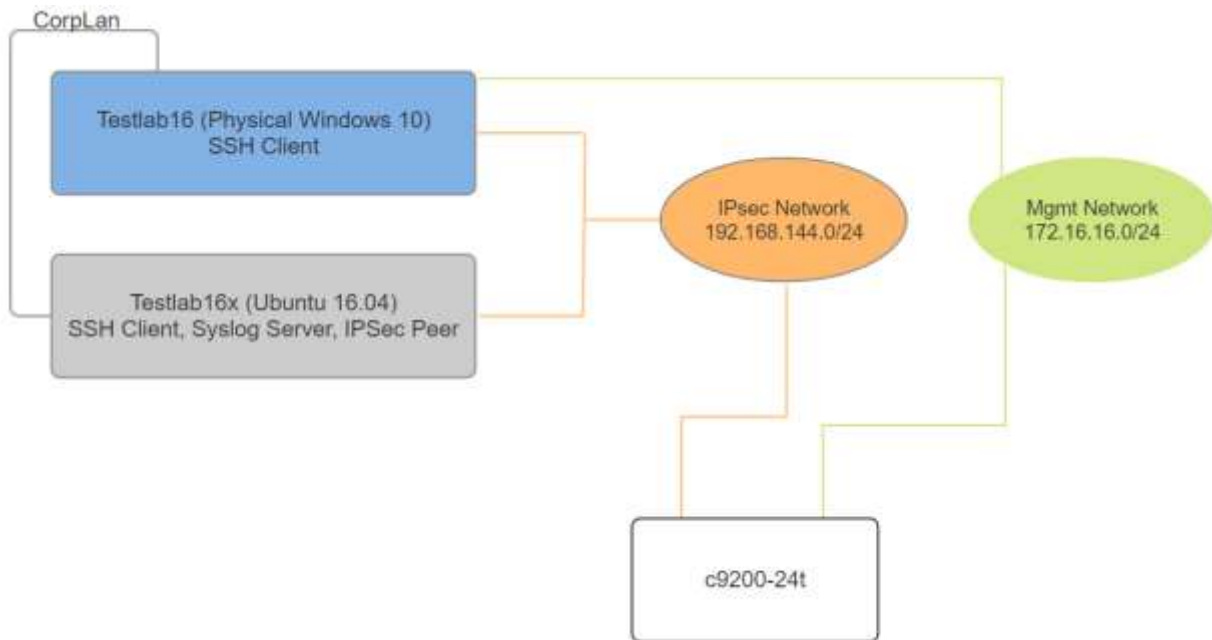 CorpLan
Testlab16 (Physical Windows 10)
SSH Client
IPsec Network
192.168.144.0/24
Mgmt Network
172.16.16.0/24
Testlab16x (Ubuntu 16.04)
SSH Client, Syslog Server, IPSec Peer
c9200-24t